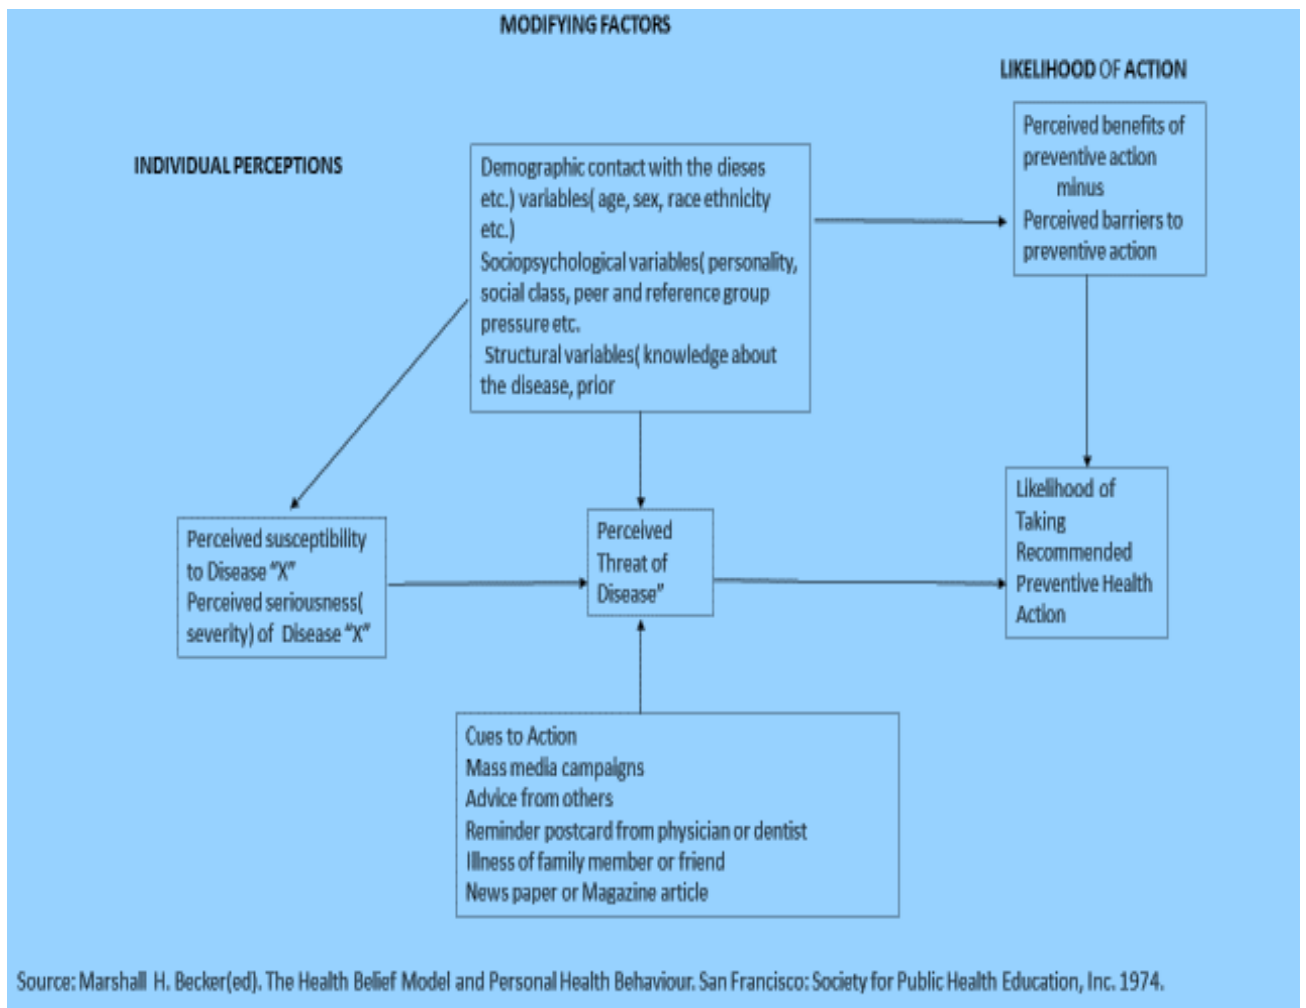 MODIFYING FACTORS
LIKELIHOOD OF ACTION
INDIVIDUAL PERCEPTIONS
Demographic contact with the dieses
etc.) variables( age, sex, race ethnicity
etc.)
Sociopsychological variables( personality,
social class, peer and reference group
pressure etc.
Structural variables( knowledge about
the disease, prior
Perceived benefits of
preventive action
minus
Perceived barriers to
preventive action
Perceived susceptibility
to Disease “X”
Perceived seriousness(
severity) of Disease “X”
Perceived
Threat of
Disease”
Likelihood of
Taking
Recommended
Preventive Health
Action
Cues to Action
Mass media campaigns
Advice from others
Reminder postcard from physician or dentist
Illness of family member or friend
News paper or Magazine article
Source: Marshall H. Becker(ed). The Health Belief Model and Personal Health Behaviour. San Francisco: Society for Public Health Education, Inc. 1974.